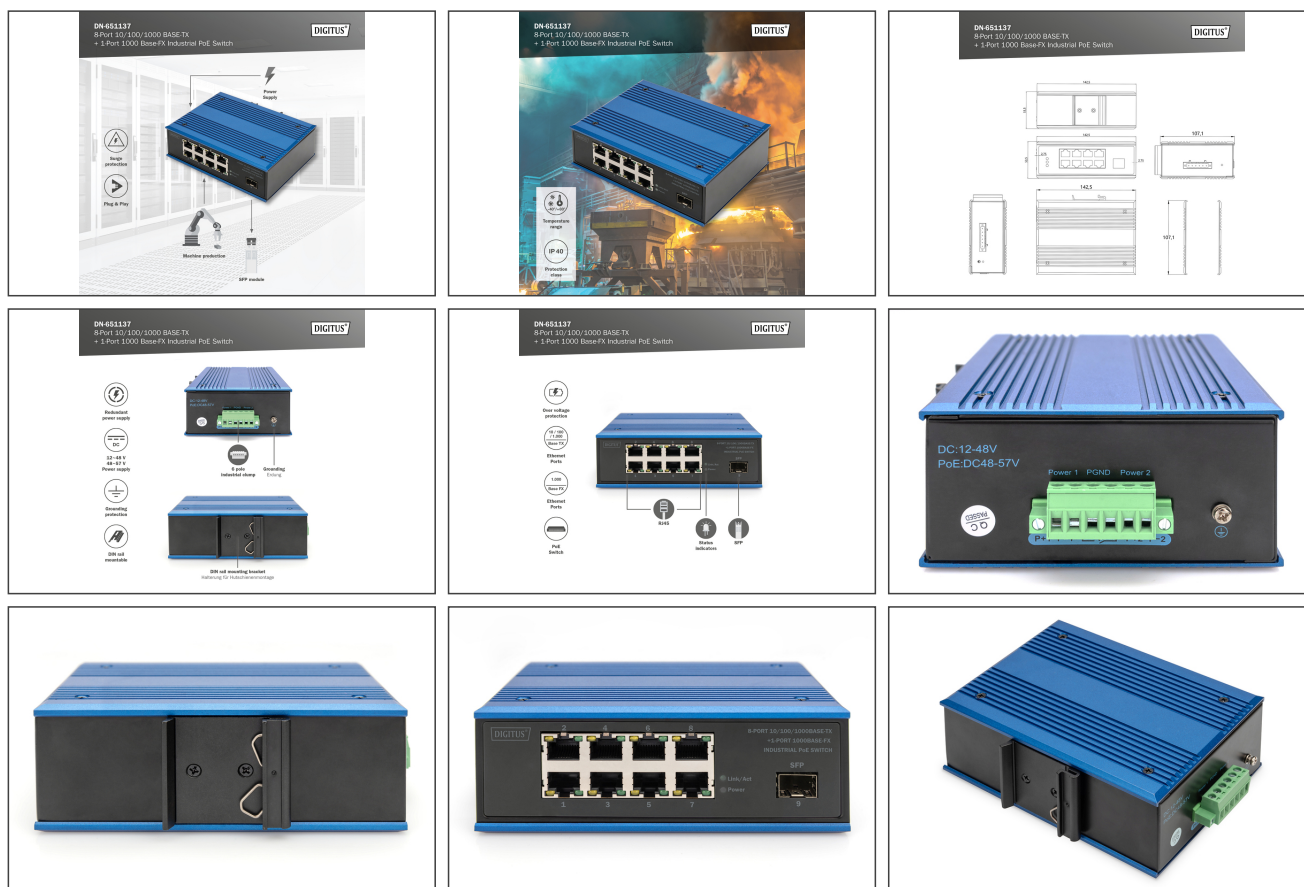 DN-651137
8-Port 10/100/1000 BASE-TX
+ 1-Port 1000 Base-FX Industrial PoE Switch
DIGITUS®
Power
Supply
Surge
protection
Plug & Play
Machine production
SFP module
DN-651137
8-Port 10/100/1000 BASE-TX
+ 1-Port 1000 Base-FX Industrial PoE Switch
DIGITUS®
Temperature
range
IP 40
Protection
class
DN-651137
8-Port 10/100/1000 BASE-TX
+ 1-Port 1000 Base-FX Industrial PoE Switch
DIGITUS®
107,1
142,5
107,1
DN-651137
8-Port 10/100/1000 BASE-TX
+ 1-Port 1000 Base-FX Industrial PoE Switch
DIGITUS®
Redundant
power supply
DC
12–48 V
48–57 V
Power supply
Grounding
protection
DIN rail
mountable
DC:12-48V
PoE:DC48-57V
6 pole
industrial clamp
Grounding
Erdung
DIN rail mounting bracket
Halterung für Hutschienenmontage
DN-651137
8-Port 10/100/1000 BASE-TX
+ 1-Port 1000 Base-FX Industrial PoE Switch
DIGITUS®
Over voltage
protection
10 / 100
/ 1.000
Base-TX
Ethernet
Ports
1.000
Base-FX
Ethernet
Ports
PoE
Switch
RJ45
Status
indicators
SFP
DC:12-48V
PoE:DC48-57V
Power 1 PGND Power 2
QC
PASSED
DIGITUS®
2 4 6 8
8-PORT 10/100/1000BASE-TX
+1-PORT 1000BASE-FX
INDUSTRIAL PoE SWITCH
SFP
Link/Act
Power
1 3 5 7
9